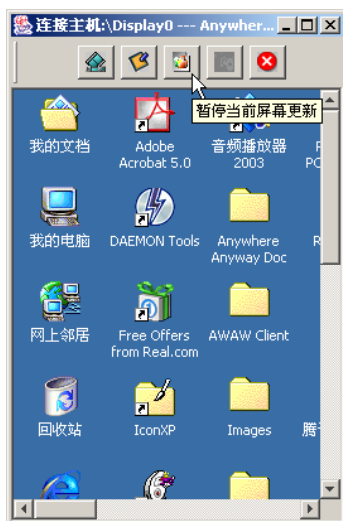 连接主机:\Display0 --- Anywher...
暂停当前屏幕更新
我的文档
Adobe
Acrobat 5.0
音频播放器
2003
PC
我的电脑
DAEMON Tools
Anywhere
Anyway Doc
R
网上邻居
Free Offers
from Real.com
AWAW Client
回收站
IconXP
Images
腾